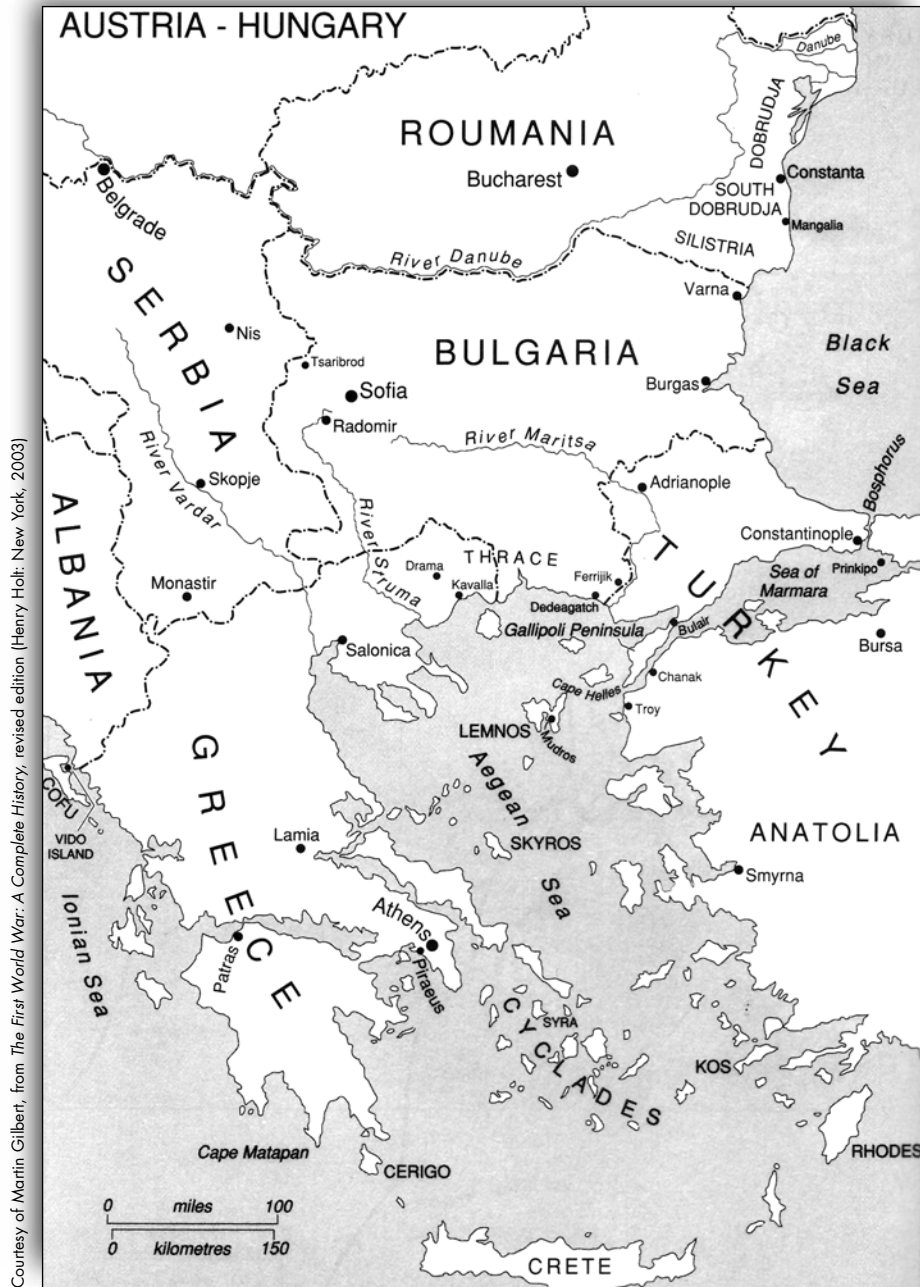 AUSTRIA - HUNGARY
Danube
ROUMANIA
DOBRUDJA
Bucharest
Constanta
SOUTH
DOBRUDJA
Mangalia
Belgrade
SILISTRIA
River Danube
Varna
SERBIA
Nis
BULGARIA
Black
Sea
Tsaribrod
Sofia
Burgas
Radomir
River Maritsa
River Vardar
Skopje
Adrianople
Bosphorus
ALBANIA
River Struma
Constantinople
THRACE
TURKEY
Drama
Ferrijik
Prinkipo
Sea of
Marmara
Monastir
Kavalla
Dedeagatch
Gallipoli Peninsula
Bulair
Salonica
Bursa
Chanak
Cape Helles
Troy
GREECE
LEMNOS
Mudros
Aegean
Sea
COFU
VIDO
ISLAND
Lamia
SKYROS
ANATOLIA
Smyrna
Ionian Sea
Athens
Patras
Piraeus
CYCLADES
SYRA
KOS
Cape Matapan
CERIGO
RHODES
0 miles 100
0 kilometres 150
CRETE
Courtesy of Martin Gilbert, from The First World War: A Complete History, revised edition (Henry Holt: New York, 2003)